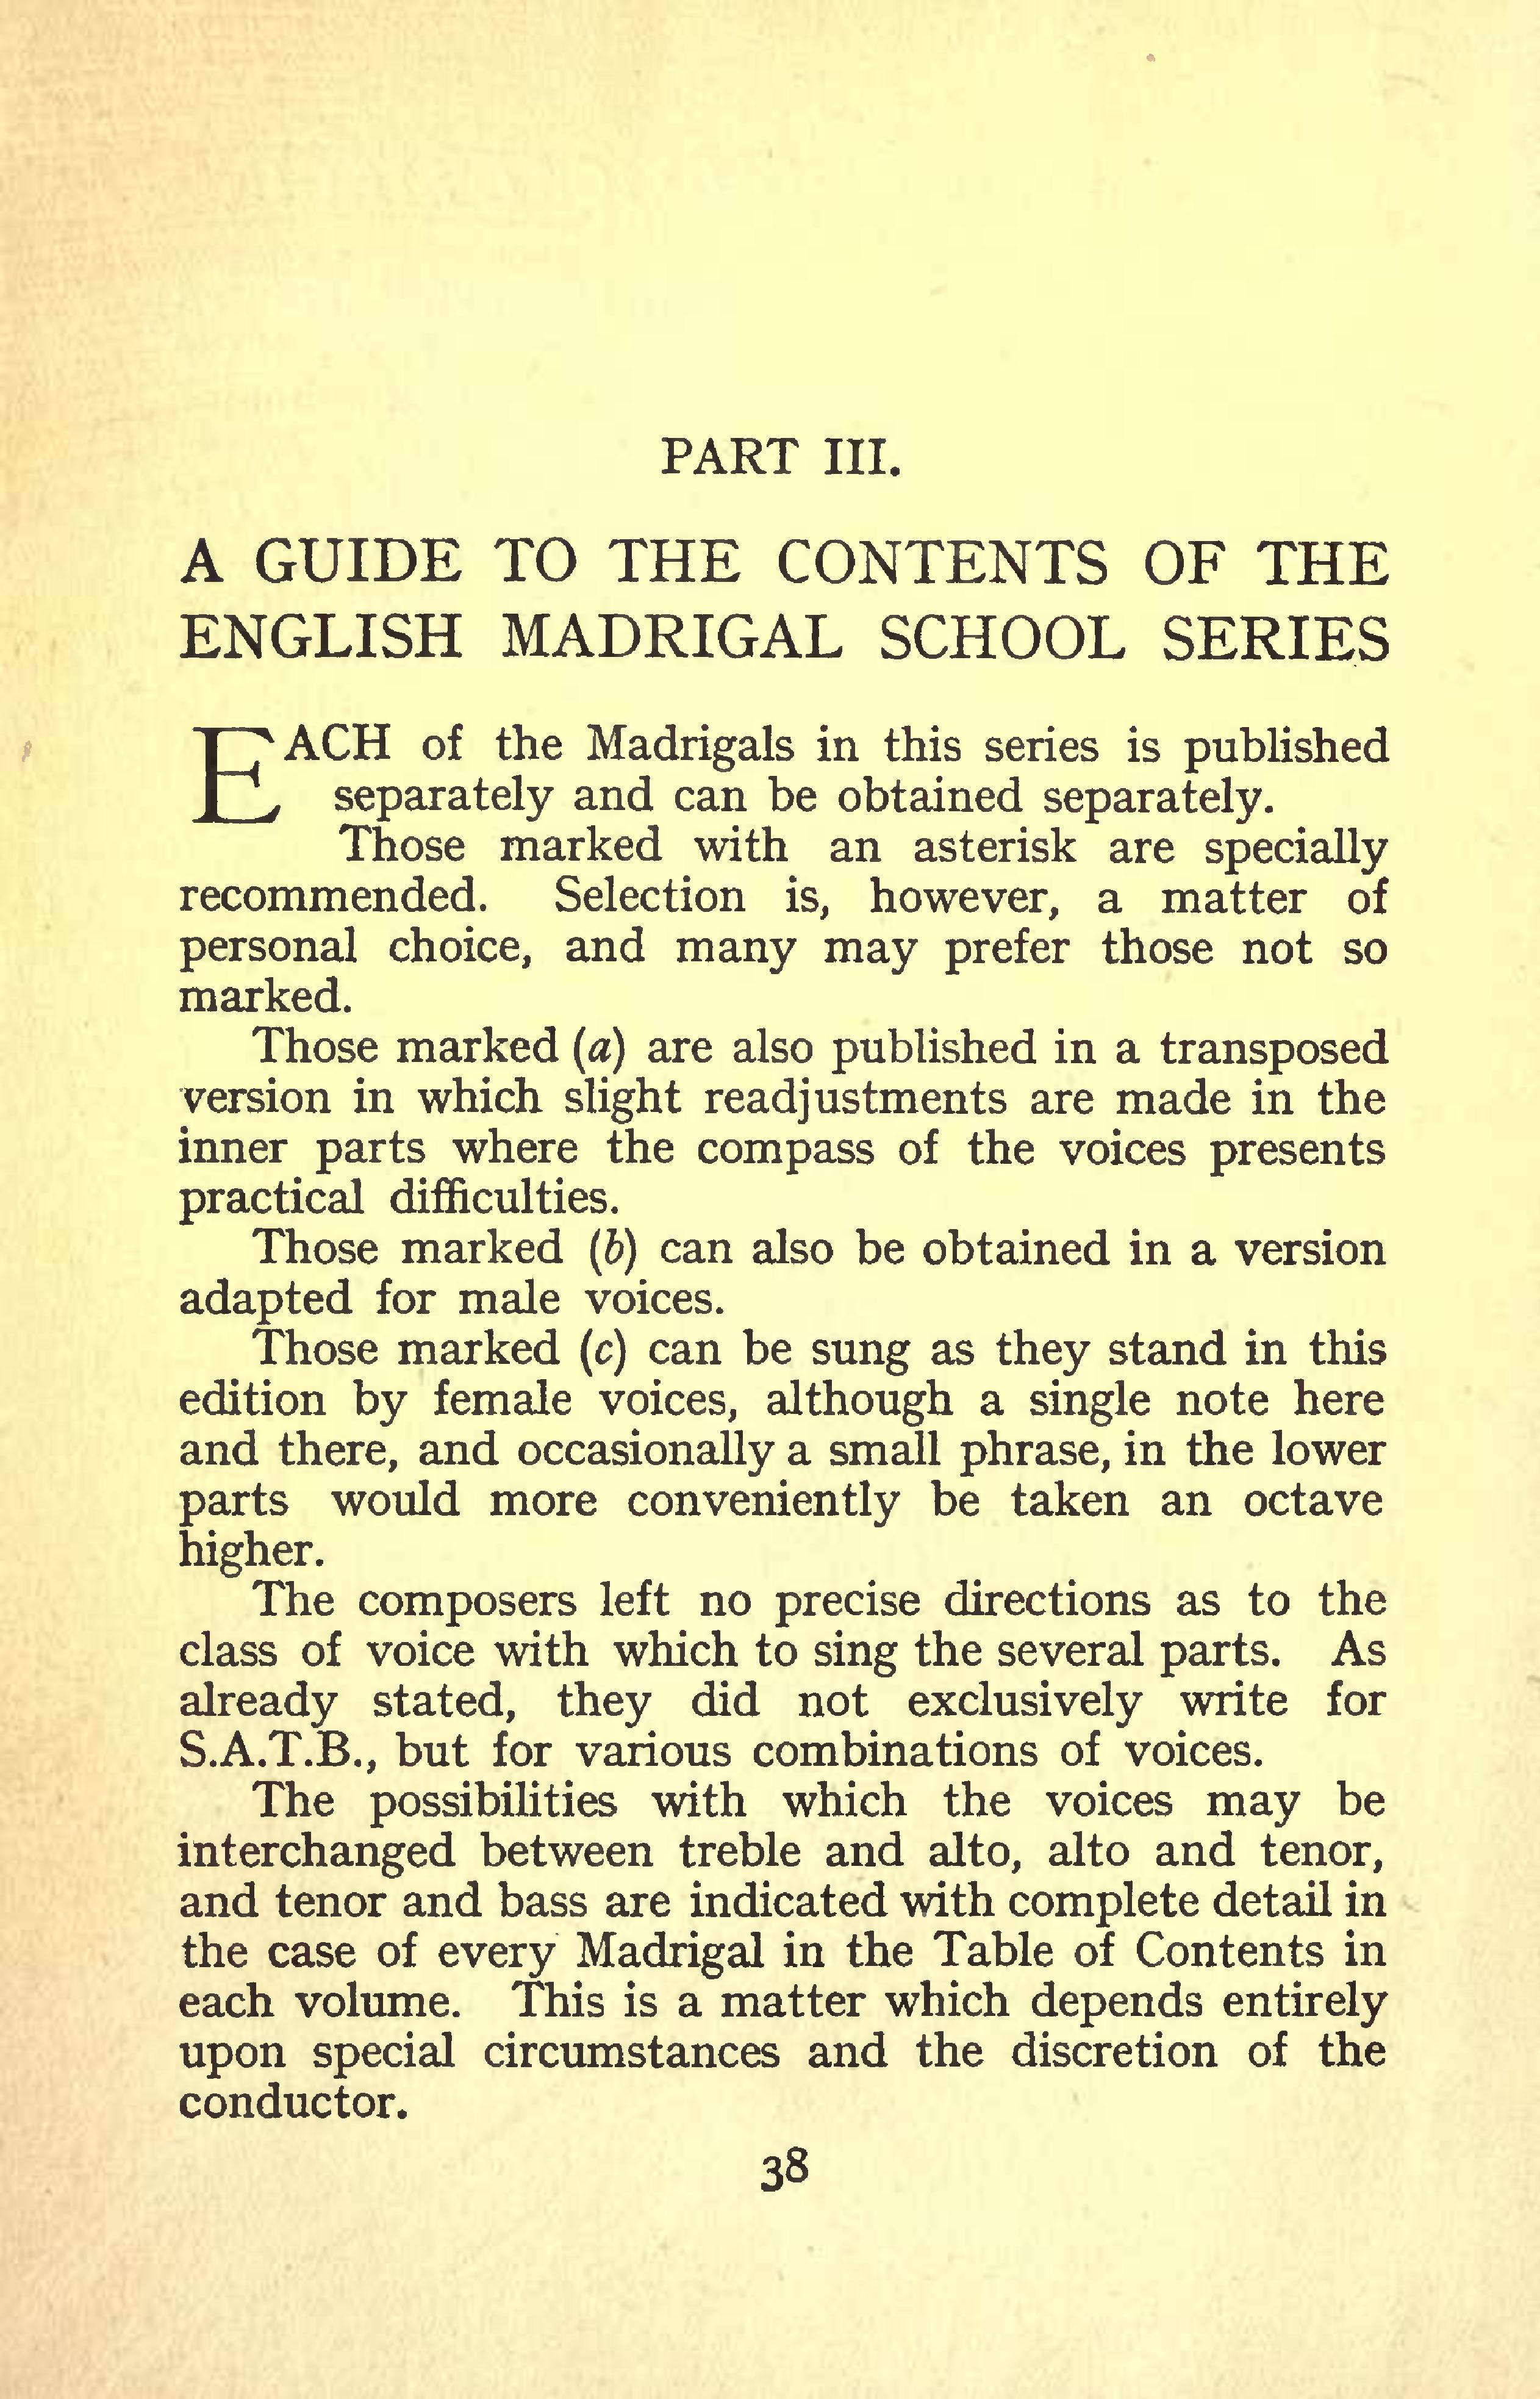 PART III.
A GUIDE TO THE CONTENTS OF THE
ENGLISH MADRIGAL SCHOOL SERIES
EACH of the Madrigals in this series is published
separately and can be obtained separately.
Those marked with an asterisk are specially
recommended. Selection is, however, a matter of
personal choice, and many may prefer those not so
marked.
Those marked (a) are also published in a transposed
version in which slight readjustments are made in the
inner parts where the compass of the voices presents
practical difficulties.
Those marked (b) can also be obtained in a version
adapted for male voices.
Those marked (c) can be sung as they stand in this
edition by female voices, although a single note here
and there, and occasionally a small phrase, in the lower
parts would more conveniently be taken an octave
higher.
The composers left no precise directions as to the
class of voice with which to sing the several parts. As
already stated, they did not exclusively write for
S.A.T.B., but for various combinations of voices.
The possibilities with which the voices may be
interchanged between treble and alto, alto and tenor,
and tenor and bass are indicated with complete detail in
the case of every Madrigal in the Table of Contents in
each volume. This is a matter which depends entirely
upon special circumstances and the discretion of the
conductor.
38